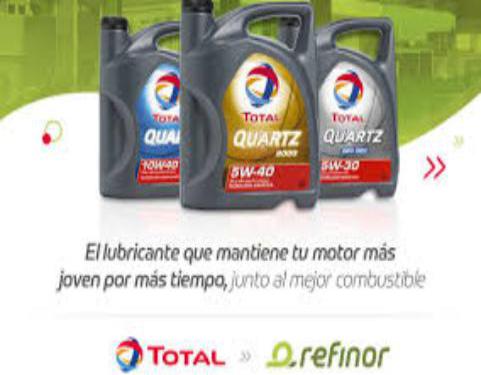 TOTAL
QUARTZ
10W-40
TOTAL
QUARTZ
9000
5W-40
TOTAL
QUARTZ
5W-30
El lubricante que mantiene tu motor más
joven por más tiempo, junto al mejor combustible
TOTAL » refinor